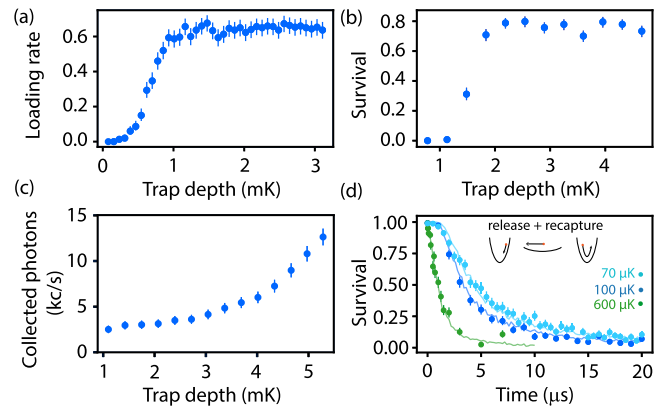 (a)
Loading rate
0.6
0.4
0.2
0.0
0
1
2
3
Trap depth (mK)
(b)
Survival
0.8
0.6
0.4
0.2
0.0
1
2
3
4
Trap depth (mK)
(c)
Collected photons
(kc/s)
15
10
5
0
1
2
3
4
5
Trap depth (mK)
(d)
Survival
1.00
0.75
0.50
0.25
0.00
release + recapture
70 µK
100 µK
600 µK
0
5
10
15
20
Time (µs)